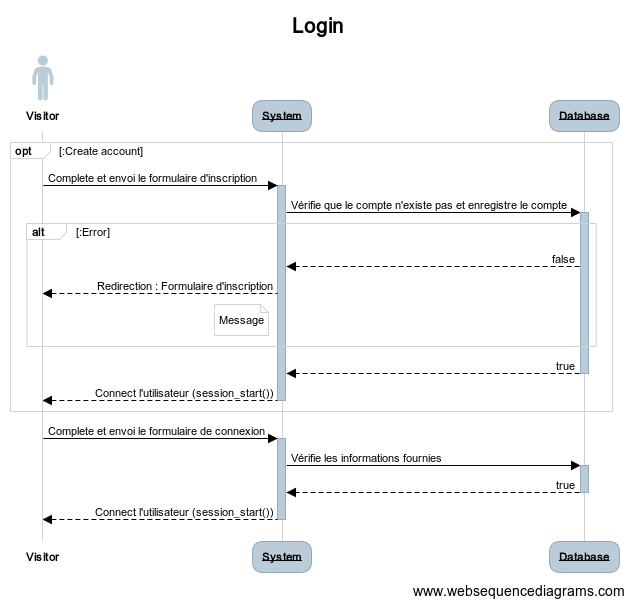 Login
Visitor
System
Database
opt [:Create account]
Complete et envoi le formulaire d'inscription
Vérifie que le compte n'existe pas et enregistre le compte
alt [:Error]
false
Redirection : Formulaire d'inscription
Message
true
Connect l'utilisateur (session_start())
Complete et envoi le formulaire de connexion
Vérifie les informations fournies
true
Connect l'utilisateur (session_start())
Visitor
System
Database
www.websequencediagrams.com